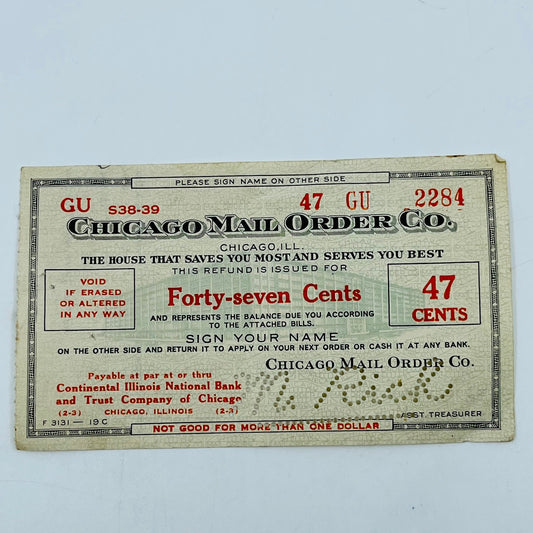 PLEASE SIGN NAME ON OTHER SIDE
GU S38-39 47 GU 2284
CHICAGO MAIL ORDER CO.
CHICAGO, ILL.
THE HOUSE THAT SAVES YOU MOST AND SERVES YOU BEST
THIS REFUND IS ISSUED FOR
VOID
IF ERASED
OR ALTERED
IN ANY WAY
Forty-seven Cents
47
CENTS
AND REPRESENTS THE BALANCE DUE YOU ACCORDING
TO THE ATTACHED BILLS.
SIGN YOUR NAME
ON THE OTHER SIDE AND RETURN IT TO APPLY ON YOUR NEXT ORDER OR CASH IT AT ANY BANK.
CHICAGO MAIL ORDER CO.
Payable at par at or thru
Continental Illinois National Bank
and Trust Company of Chicago
(2-3) CHICAGO, ILLINOIS (2-3)
ASST. TREASURER
F 3131 — 19 C
NOT GOOD FOR MORE THAN ONE DOLLAR